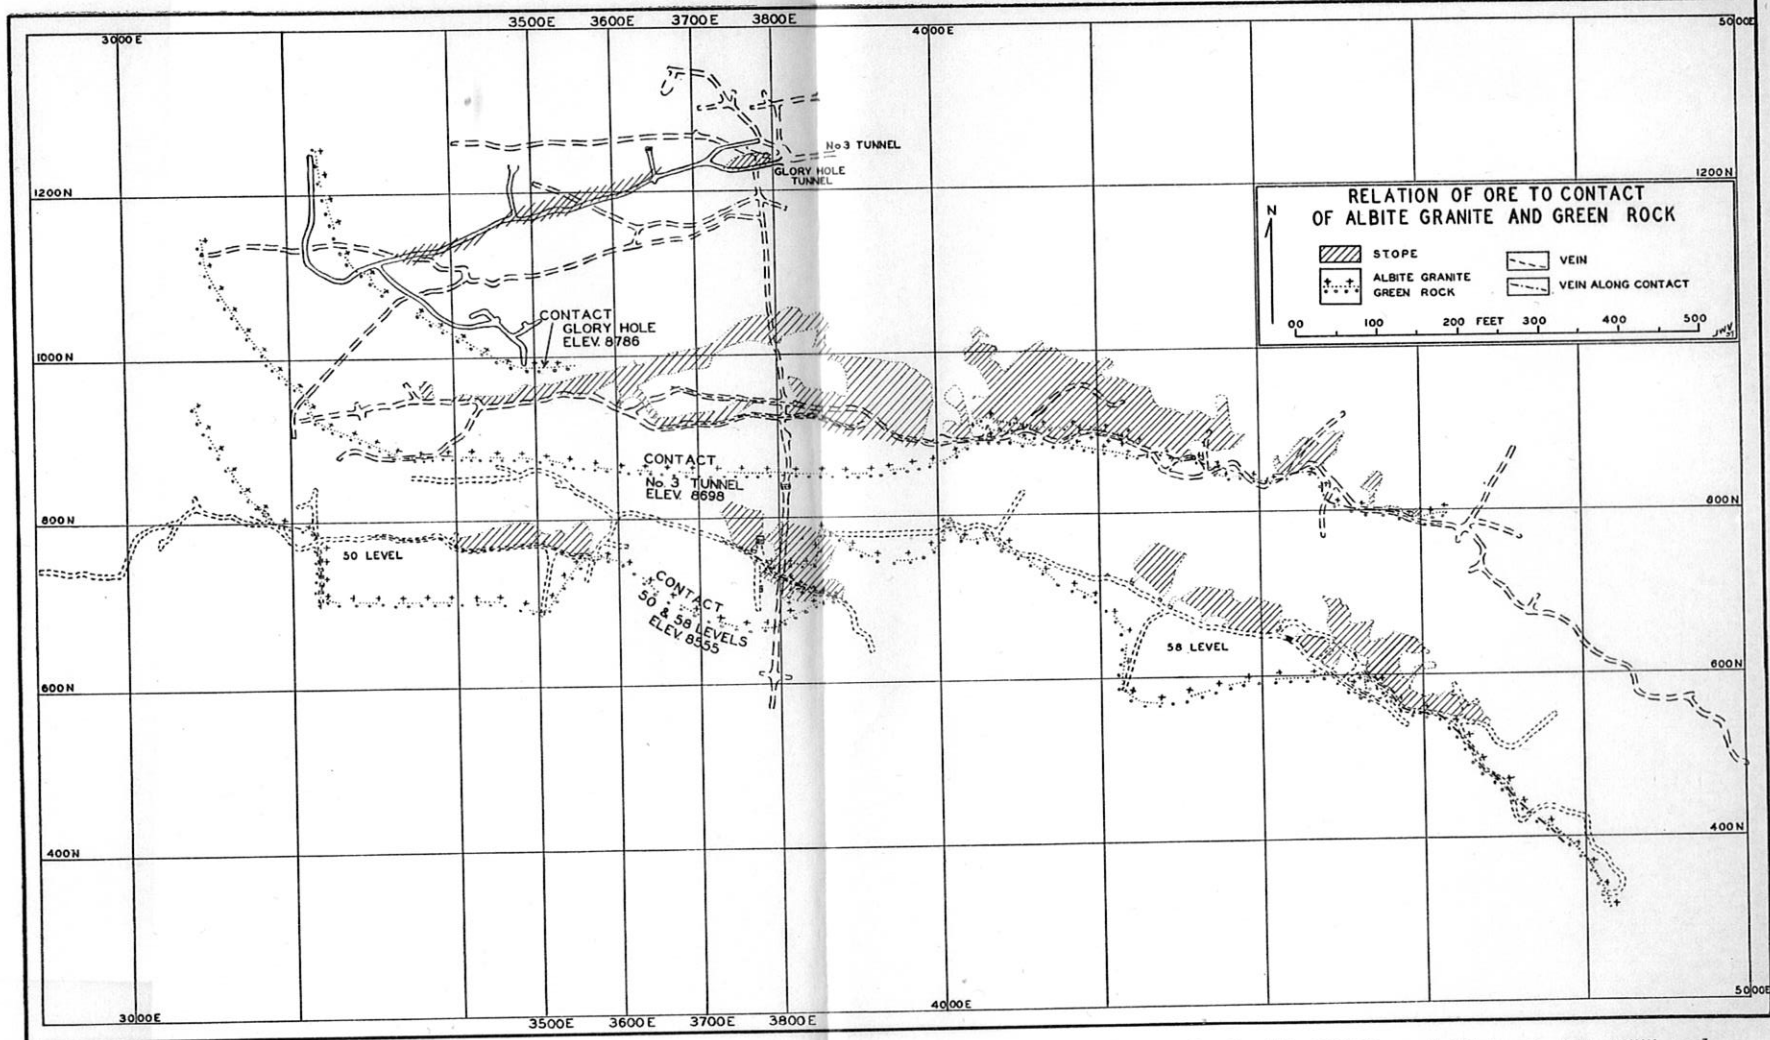 3000E 3500E 3600E 3700E 3800E 4000E 5000E
No 3 TUNNEL
GLORY HOLE
TUNNEL
1200N 1200N
RELATION OF ORE TO CONTACT
OF ALBITE GRANITE AND GREEN ROCK
N
STOPE
ALBITE GRANITE
GREEN ROCK
VEIN
VEIN ALONG CONTACT
00 100 200 FEET 300 400 500
CONTACT
GLORY HOLE
ELEV. 8786
1000N
CONTACT
No. 3 TUNNEL
ELEV. 8698
800N 800N
50 LEVEL
CONTACT
50 & 58 LEVELS
ELEV. 8555
58 LEVEL
600N 600N
400N 400N
3000E 3500E 3600E 3700E 3800E 4000E 5000E